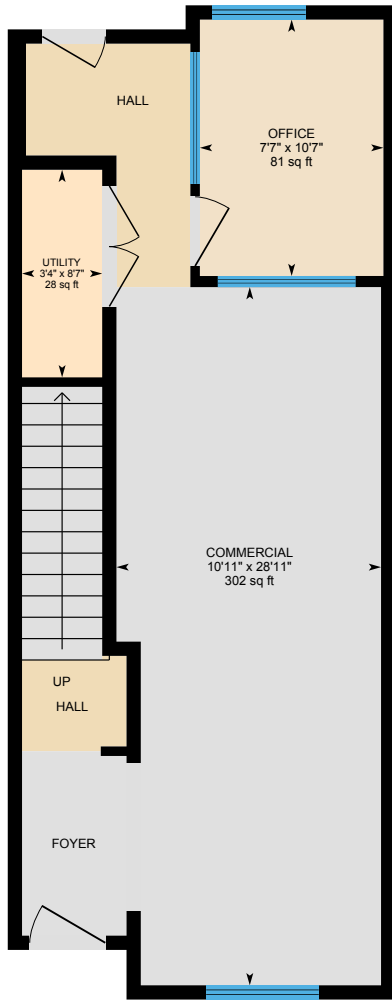 HALL
OFFICE
7'7" x 10'7"
81 sq ft
UTILITY
3'4" x 8'7"
28 sq ft
COMMERCIAL
10'11" x 28'11"
302 sq ft
UP
HALL
FOYER